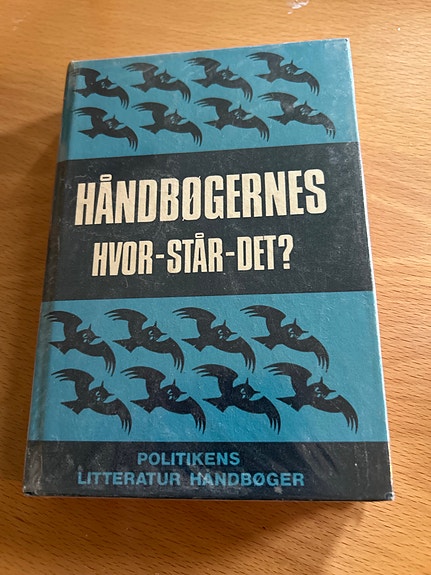 HÅNDBØGERNES
HVOR-STÅR-DET?
POLITIKENS
LITTERATUR HÅNDBØGER